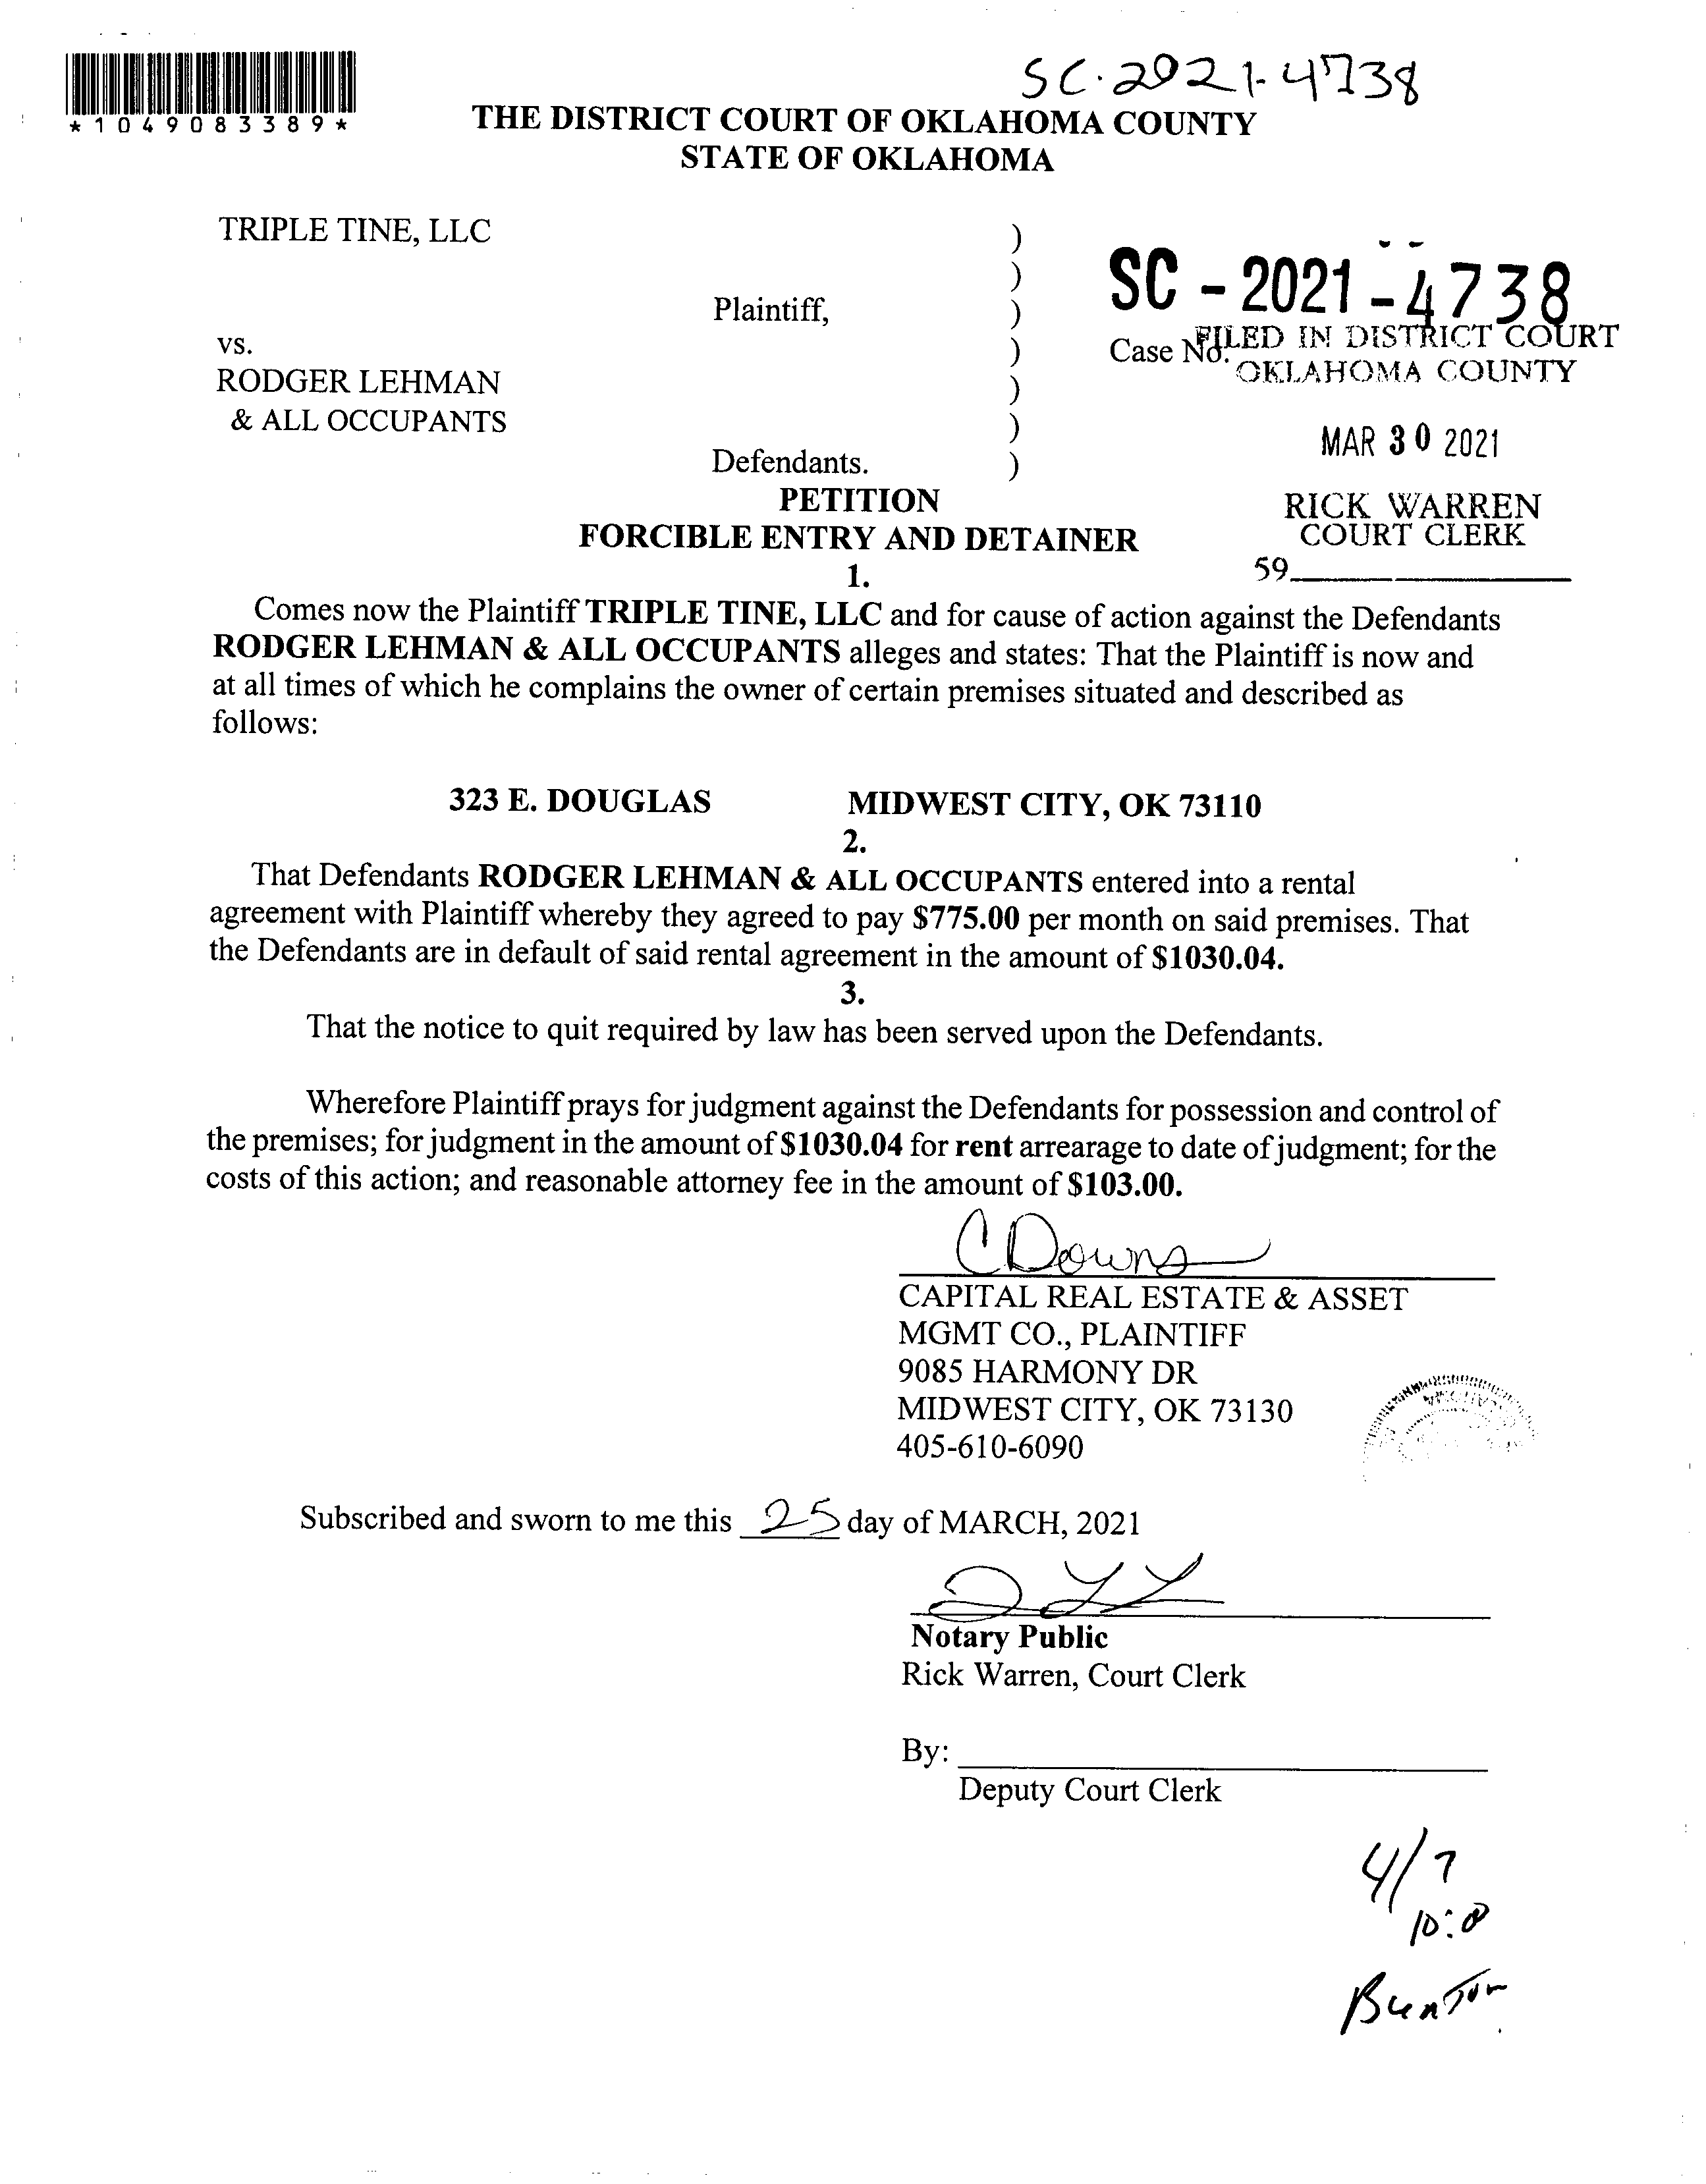 SC-2021-4738
*1049083389*
THE DISTRICT COURT OF OKLAHOMA COUNTY
STATE OF OKLAHOMA
TRIPLE TINE, LLC )
)
Plaintiff, )
vs. )
RODGER LEHMAN )
& ALL OCCUPANTS )
Defendants. )
SC - 2021 - 4738
Case No.
FILED IN DISTRICT COURT
OKLAHOMA COUNTY
MAR 30 2021
RICK WARREN
COURT CLERK
59
PETITION
FORCIBLE ENTRY AND DETAINER
1.
Comes now the Plaintiff TRIPLE TINE, LLC and for cause of action against the Defendants
RODGER LEHMAN & ALL OCCUPANTS alleges and states: That the Plaintiff is now and
at all times of which he complains the owner of certain premises situated and described as
follows:
323 E. DOUGLAS MIDWEST CITY, OK 73110
2.
That Defendants RODGER LEHMAN & ALL OCCUPANTS entered into a rental
agreement with Plaintiff whereby they agreed to pay $775.00 per month on said premises. That
the Defendants are in default of said rental agreement in the amount of $1030.04.
3.
That the notice to quit required by law has been served upon the Defendants.
Wherefore Plaintiff prays for judgment against the Defendants for possession and control of
the premises; for judgment in the amount of $1030.04 for rent arrearage to date of judgment; for the
costs of this action; and reasonable attorney fee in the amount of $103.00.
C Downs
CAPITAL REAL ESTATE & ASSET
MGMT CO., PLAINTIFF
9085 HARMONY DR
MIDWEST CITY, OK 73130
405-610-6090
Subscribed and sworn to me this 25 day of MARCH, 2021
Notary Public
Rick Warren, Court Clerk
By:
Deputy Court Clerk
4/7
Bunton